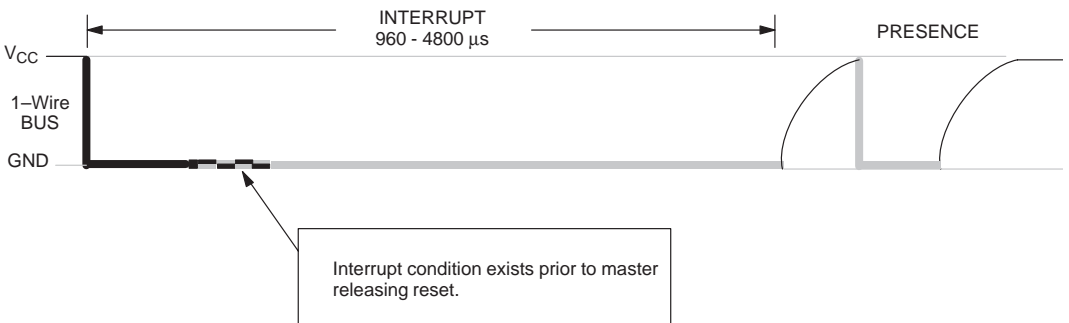 INTERRUPT
960 - 4800 μs
PRESENCE
VCC
1–Wire
BUS
GND
Interrupt condition exists prior to master
releasing reset.